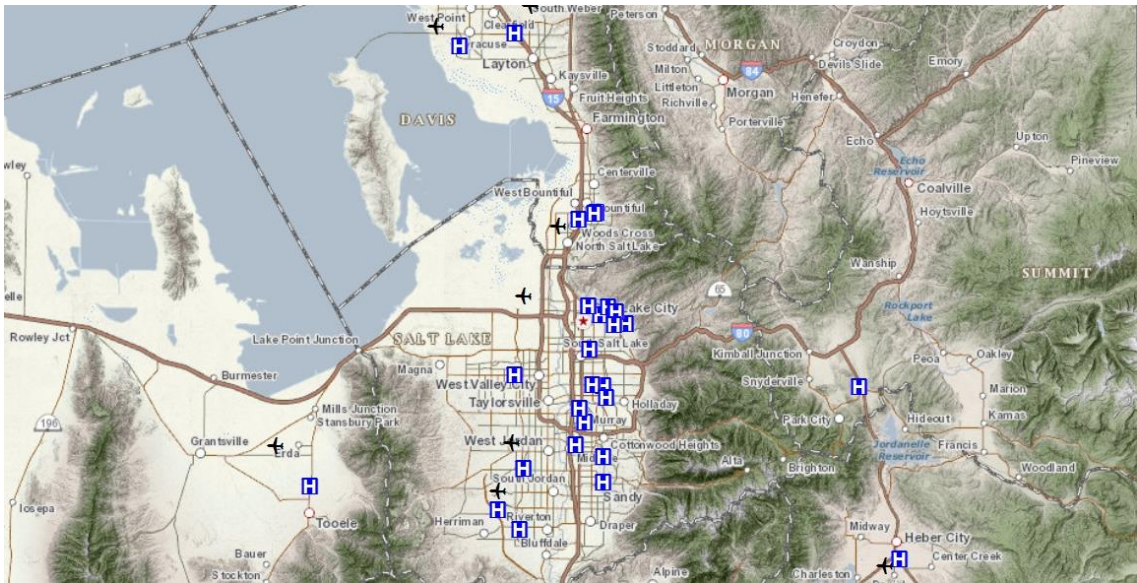 South Weber
Peterson
West Point
Clearfield
Croydon
MORGAN
Stoddard
Devils Slide
Syracuse
Milton
84
Emory
Layton
Littleton
Morgan
Kaysville
Richville
Henefer
15
Fruit Heights
DAVIS
Farmington
Porterville
Upton
Echo
Echo
Reservoir
Pineview
Centerville
Coalville
West Bountiful
Bountiful
Hoytsville
Woods Cross
North Salt Lake
Wanship
SUMMIT
65
Lake City
Rockport
Lake
Rowley Jct
SALT LAKE
80
Lake Point Junction
South Salt Lake
Kimball Junction
Peoa
Oakley
Magna
Burmester
West Valley City
Snyderville
Marion
Taylorsville
Holladay
Mills Junction
Stansbury Park
Murray
Park City
Hideout
Kamas
196
Grantsville
Erda
West Jordan
Cottonwood Heights
Jordanelle
Reservoir
Francis
Alta
Brighton
Woodland
South Jordan
Sandy
Iosepa
Tooele
Herriman
Riverton
Draper
Midway
Heber City
Bluffdale
Bauer
Center Creek
Stockton
Alpine
Charleston